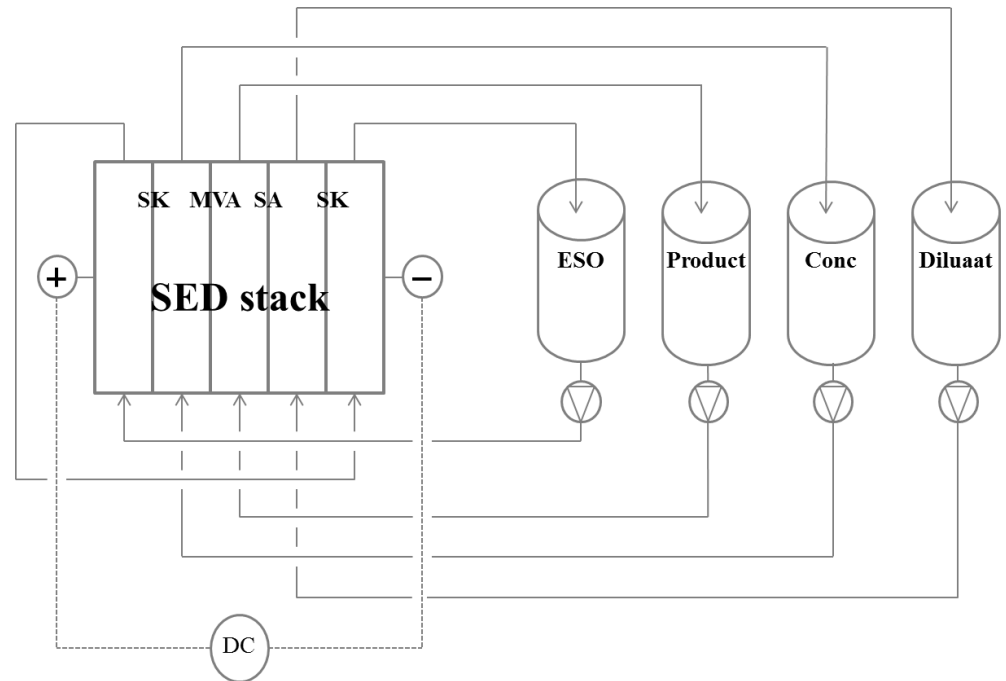 SK MVA SA SK
SED stack
+
−
ESO
Product
Conc
Diluaat
DC